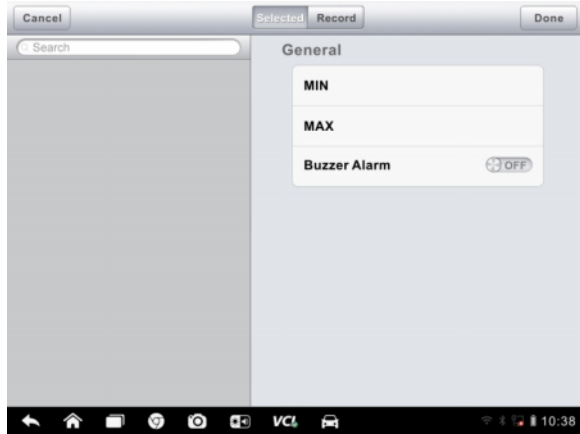 Cancel
Selected Record
Done
Search
General
MIN
MAX
Buzzer Alarm OFF
VCI 10:38